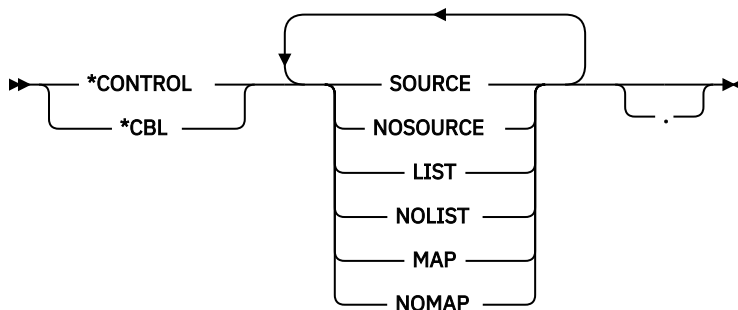 *CONTROL
*CBL
SOURCE
NOSOURCE
LIST
NOLIST
MAP
NOMAP
.